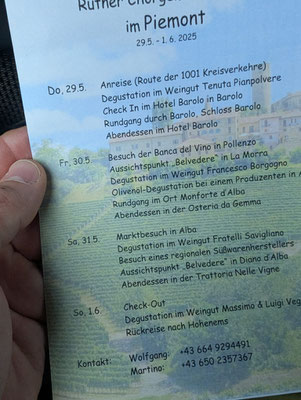 Ruther Chorgas
im Piemont
29.5. - 1. 6. 2025
Do, 29.5. Anreise (Route der 1001 Kreisverkehre)
Degustation im Weingut Tenuta Pianpolvere
Check In im Hotel Barolo in Barolo
Rundgang durch Barolo, Schloss Barolo
Abendessen im Hotel Barolo
Fr, 30.5. Besuch der Banca del Vino in Pollenzo
Aussichtspunkt „Belvedere" in La Morra
Degustation im Weingut Francesco Borgogno
Olivenöl-Degustation bei einem Produzenten in A
Rundgang im Ort Monforte d'Alba
Abendessen in der Osteria da Gemma
Sa, 31.5. Marktbesuch in Alba
Degustation im Weingut Fratelli Savigliano
Besuch eines regionalen Süßwarenherstellers
Aussichtspunkt „Belvedere" in Diano d'Alba
Abendessen in der Trattoria Nelle Vigne
So, 1.6. Check-Out
Degustation im Weingut Massimo & Luigi Veg
Rückreise nach Hohenems
Kontakt: Wolfgang: +43 664 9294491
Martino: +43 650 2357367